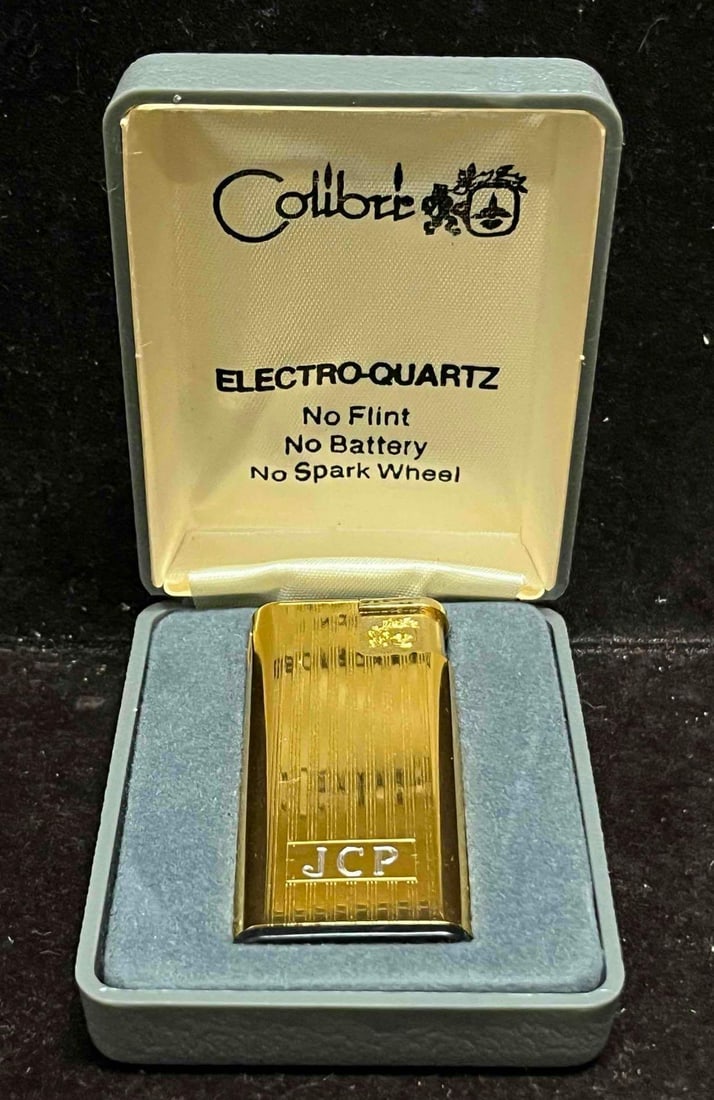 Colibri
ELECTRO-QUARTZ
No Flint
No Battery
No Spark Wheel
JCP